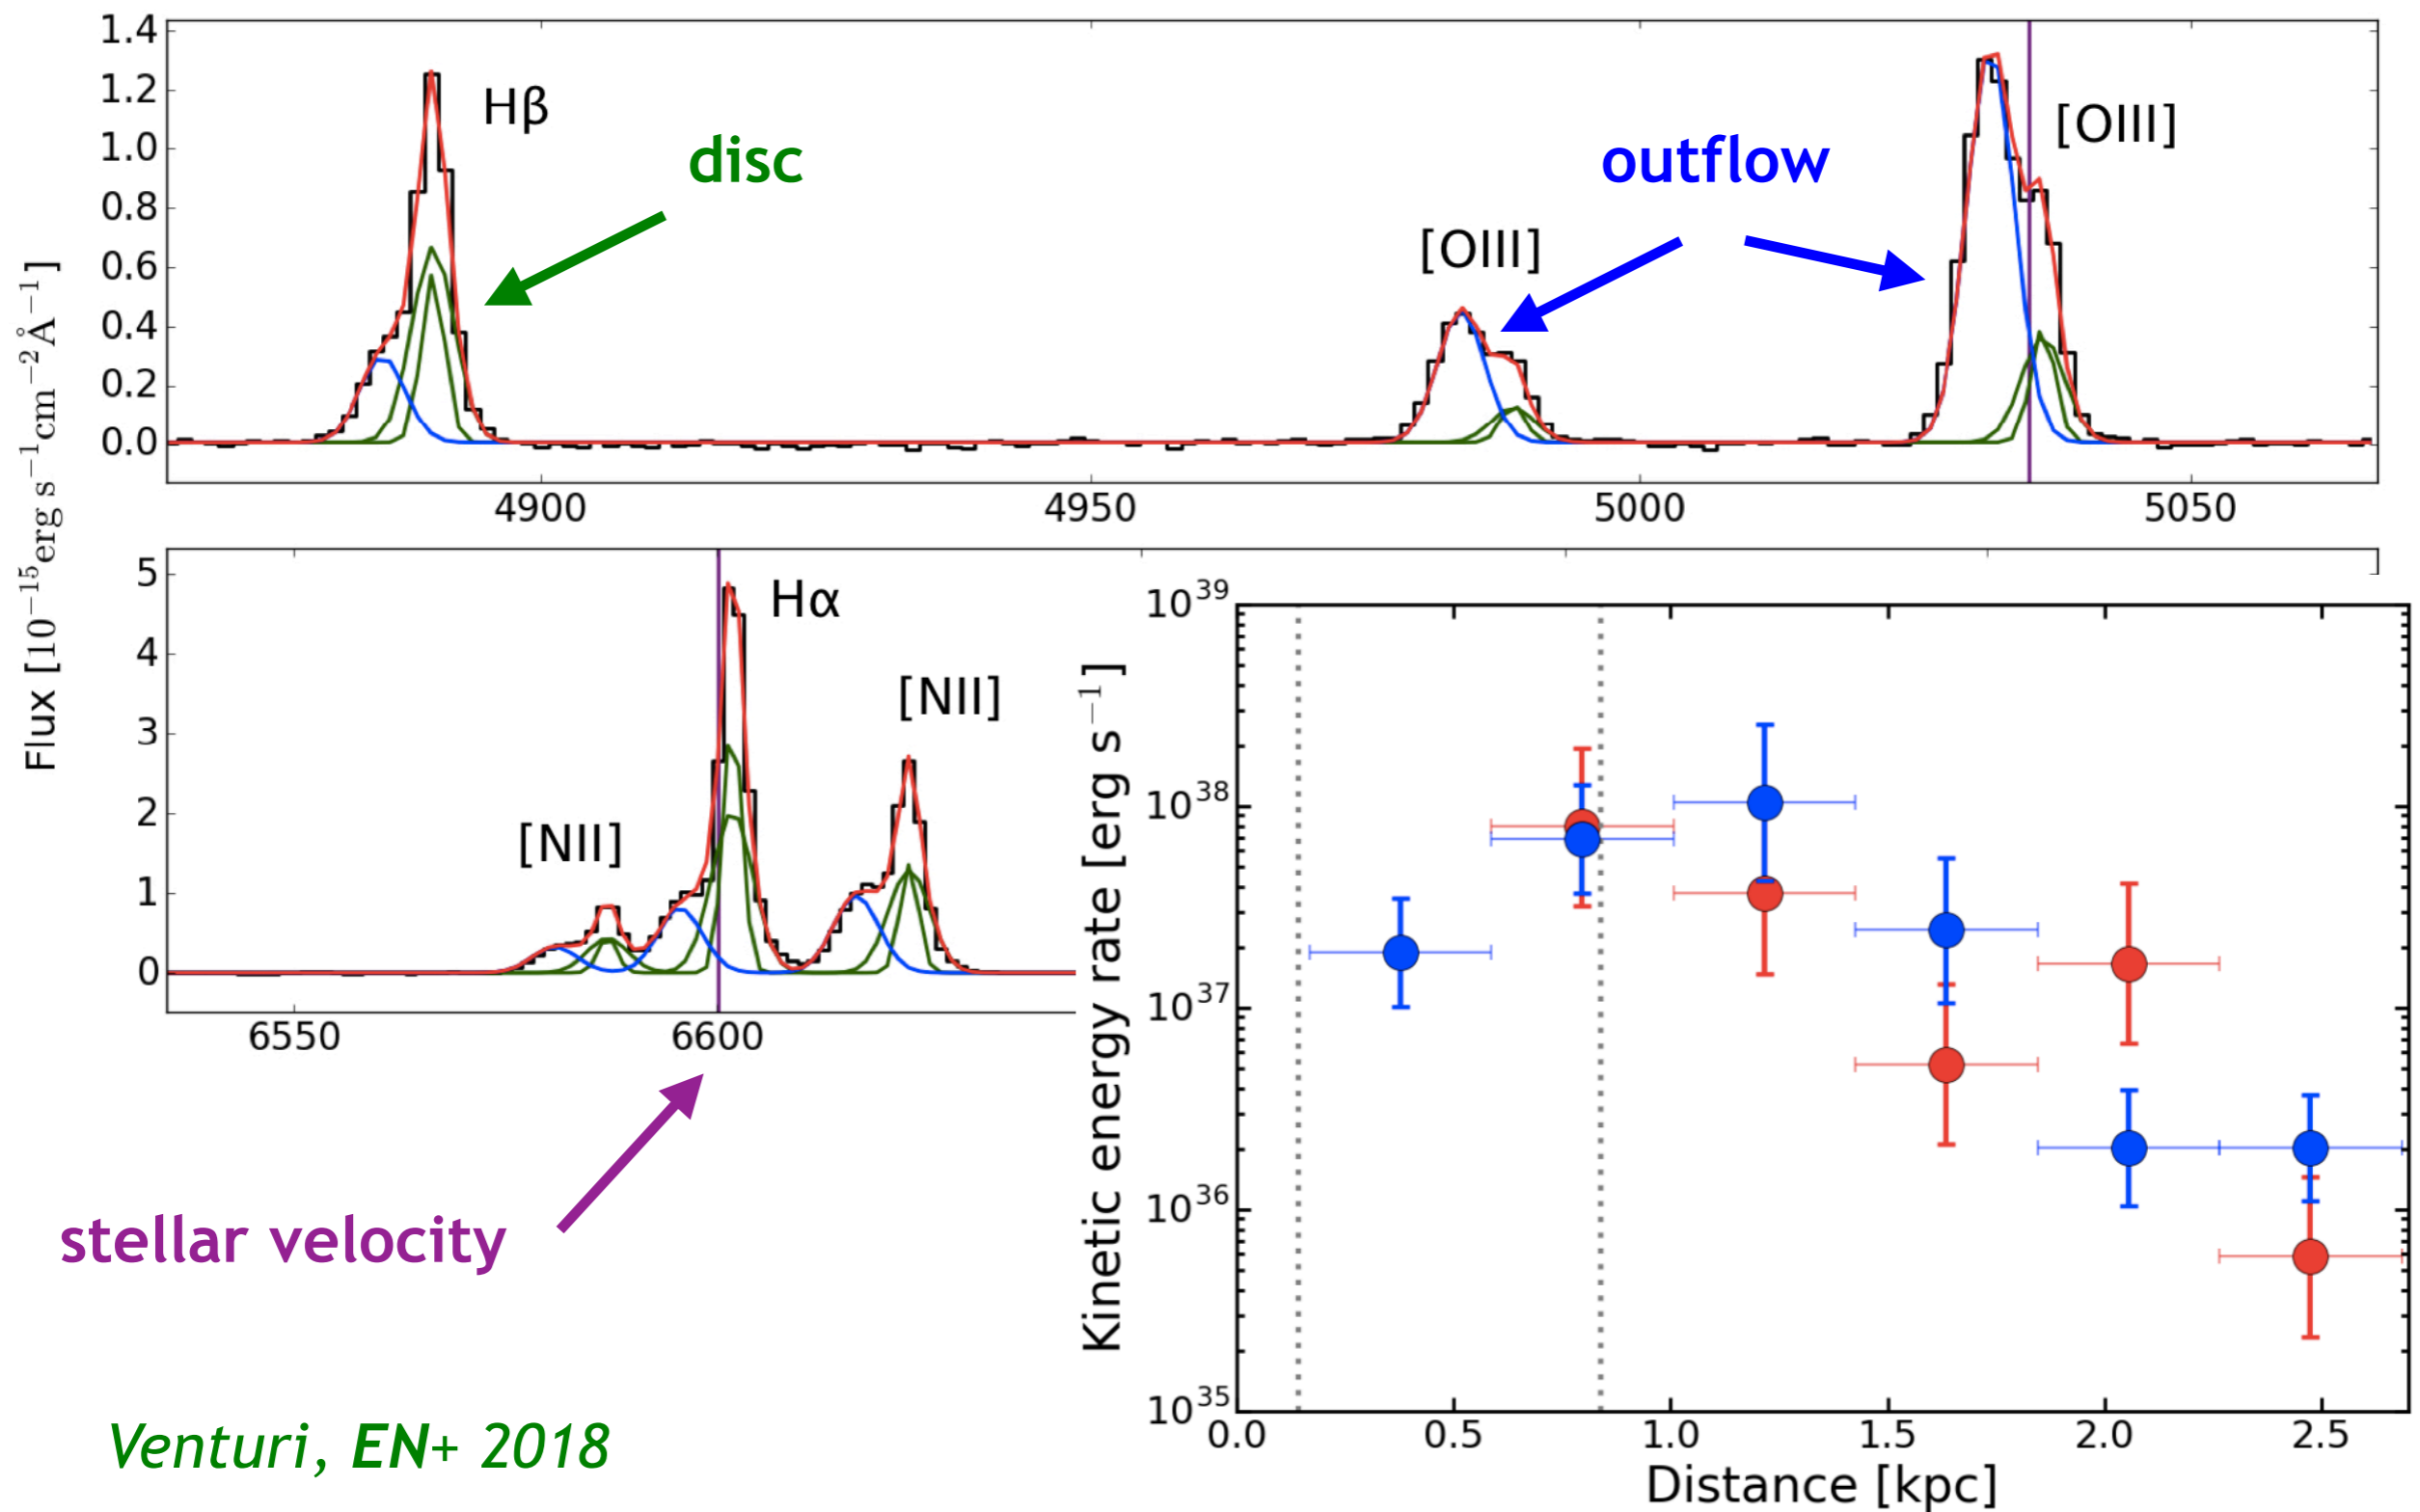 Flux [10⁻¹⁵erg s⁻¹cm⁻²Å⁻¹]
1.4
1.2
1.0
0.8
0.6
0.4
0.2
0.0
Hβ
disc
outflow
[OIII]
[OIII]
4900
4950
5000
5050
5
4
3
2
1
0
Hα
[NII]
[NII]
6550
6600
stellar velocity
Kinetic energy rate [erg s⁻¹]
10³⁹
10³⁸
10³⁷
10³⁶
10³⁵
0.0
0.5
1.0
1.5
2.0
2.5
Distance [kpc]
Venturi, EN+ 2018